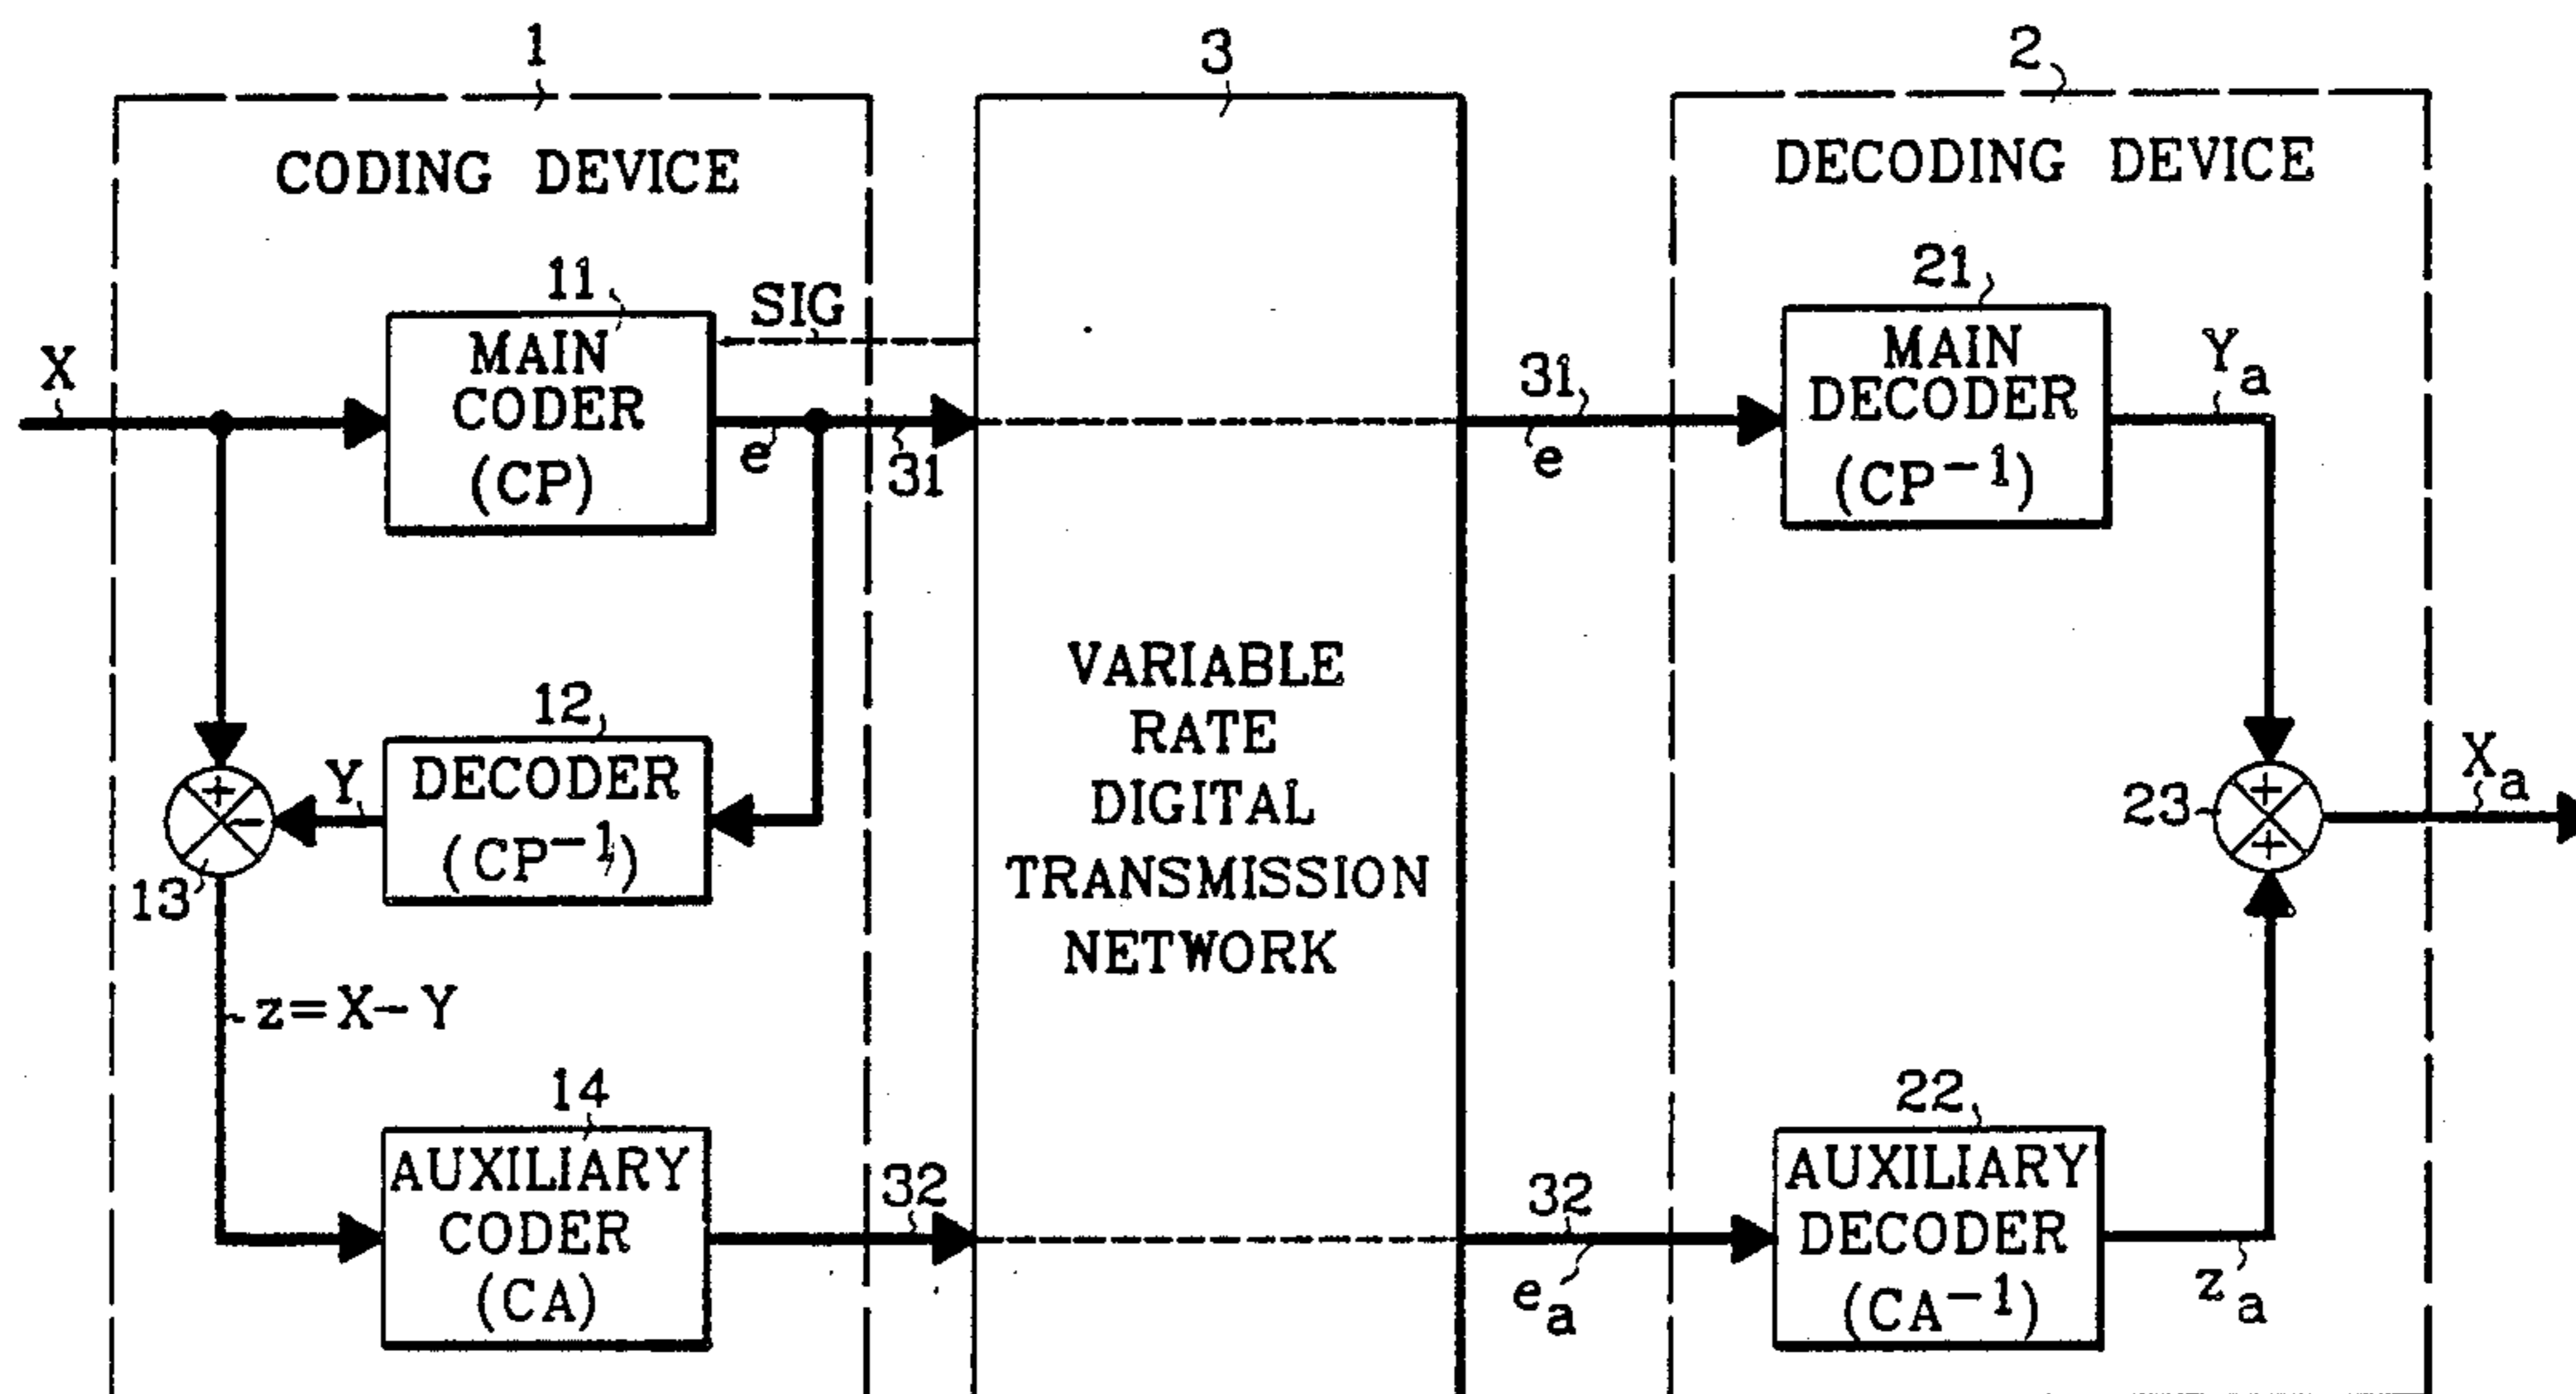 1
3
2
CODING DEVICE
DECODING DEVICE
11
SIG
21
X
MAIN
CODER
(CP)
e
31
31
e
MAIN
DECODER
(CP⁻¹)
Yₐ
VARIABLE
RATE
DIGITAL
TRANSMISSION
NETWORK
12
DECODER
(CP⁻¹)
Y
+
−
13
23
+
+
Xₐ
z=X−Y
14
AUXILIARY
CODER
(CA)
32
32
eₐ
22
AUXILIARY
DECODER
(CA⁻¹)
zₐ